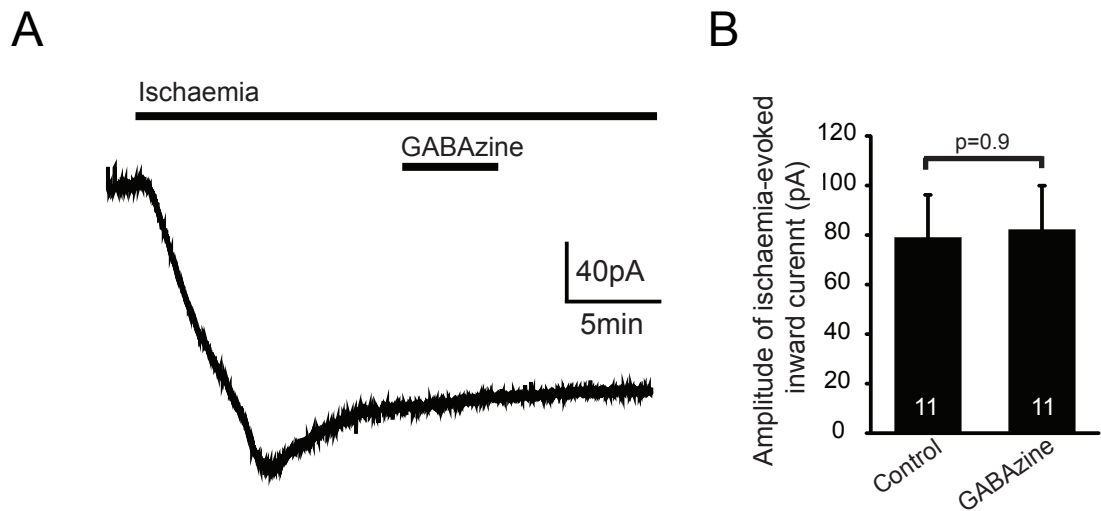 A
Ischaemia
GABAzine
40pA
5min
B
Amplitude of ischaemia-evoked
inward curennt (pA)
120
100
80
60
40
20
0
p=0.9
11
11
Control
GABAzine